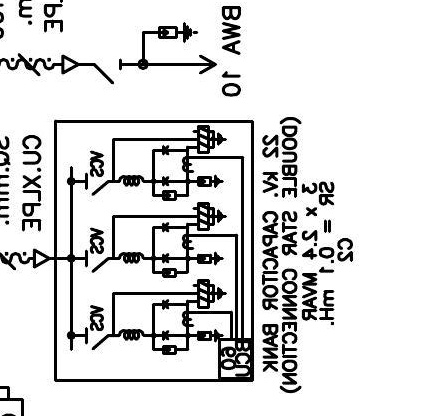 BWA 10
22 KV. CAPACITOR BANK
(DOUBLE STAR CONNECTION)
3 x 2.4 MVAR
SR = 0.1 mH.
C2
VCS
VCS
VCS
BCU
60
CU.XLPE
SQ.mm.